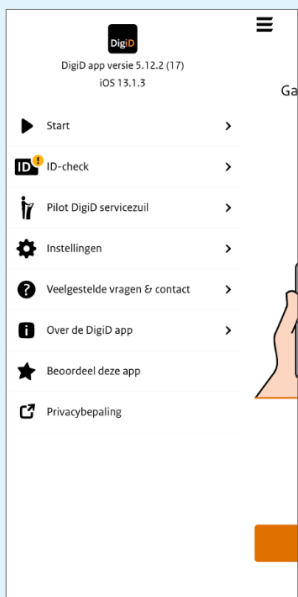 DigiD
DigiD app versie 5.12.2 (17)
iOS 13.1.3
Ga
Start
ID-check
Pilot DigiD servicezuil
Instellingen
Veelgestelde vragen & contact
Over de DigiD app
Beoordeel deze app
Privacybepaling